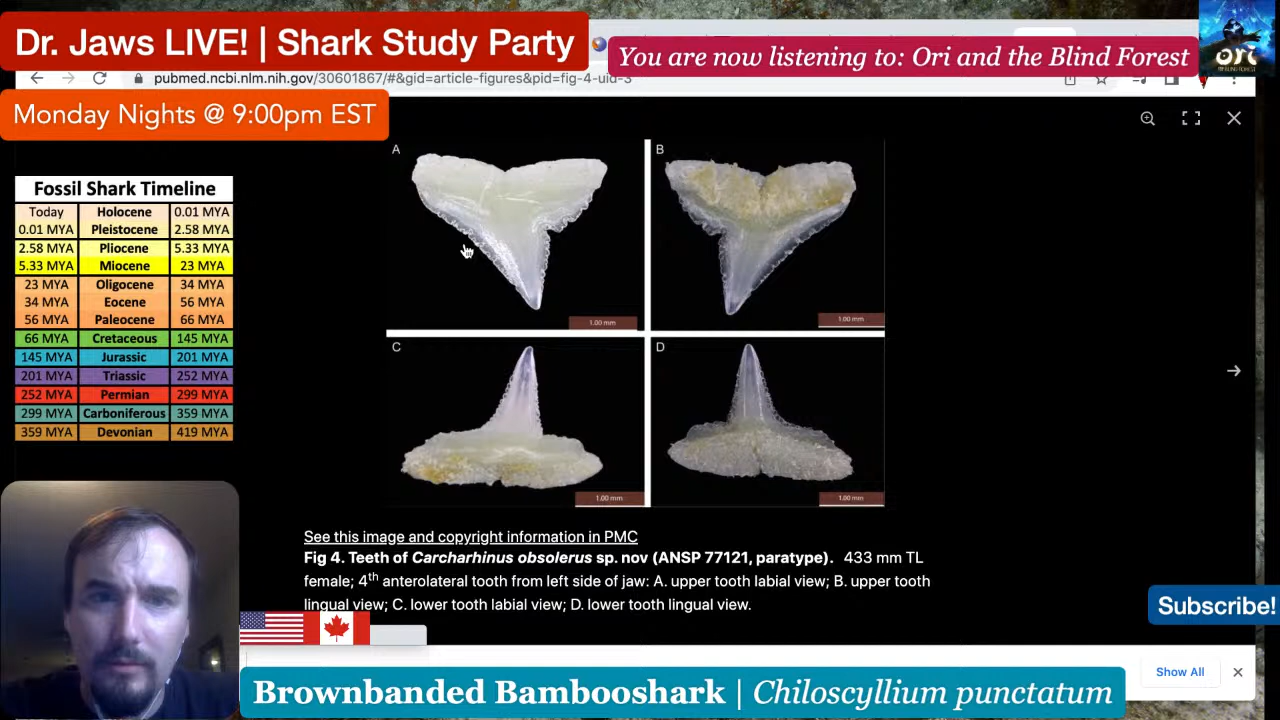 Dr. Jaws LIVE! | Shark Study Party
You are now listening to: Ori and the Blind Forest
ori
pubmed.ncbi.nlm.nih.gov/30601867/#&gid=article-figures&pid=fig-4-uid-3
Monday Nights @ 9:00pm EST
A
B
Fossil Shark Timeline
Today Holocene 0.01 MYA
0.01 MYA Pleistocene 2.58 MYA
2.58 MYA Pliocene 5.33 MYA
5.33 MYA Miocene 23 MYA
23 MYA Oligocene 34 MYA
34 MYA Eocene 56 MYA
56 MYA Paleocene 66 MYA
66 MYA Cretaceous 145 MYA
145 MYA Jurassic 201 MYA
201 MYA Triassic 252 MYA
252 MYA Permian 299 MYA
299 MYA Carboniferous 359 MYA
359 MYA Devonian 419 MYA
1.00 mm
1.00 mm
C
D
1.00 mm
1.00 mm
See this image and copyright information in PMC
Fig 4. Teeth of Carcharhinus obsolerus sp. nov (ANSP 77121, paratype). 433 mm TL
female; 4th anterolateral tooth from left side of jaw: A. upper tooth labial view; B. upper tooth
lingual view; C. lower tooth labial view; D. lower tooth lingual view.
Subscribe!
Show All
Brownbanded Bambooshark | Chiloscyllium punctatum